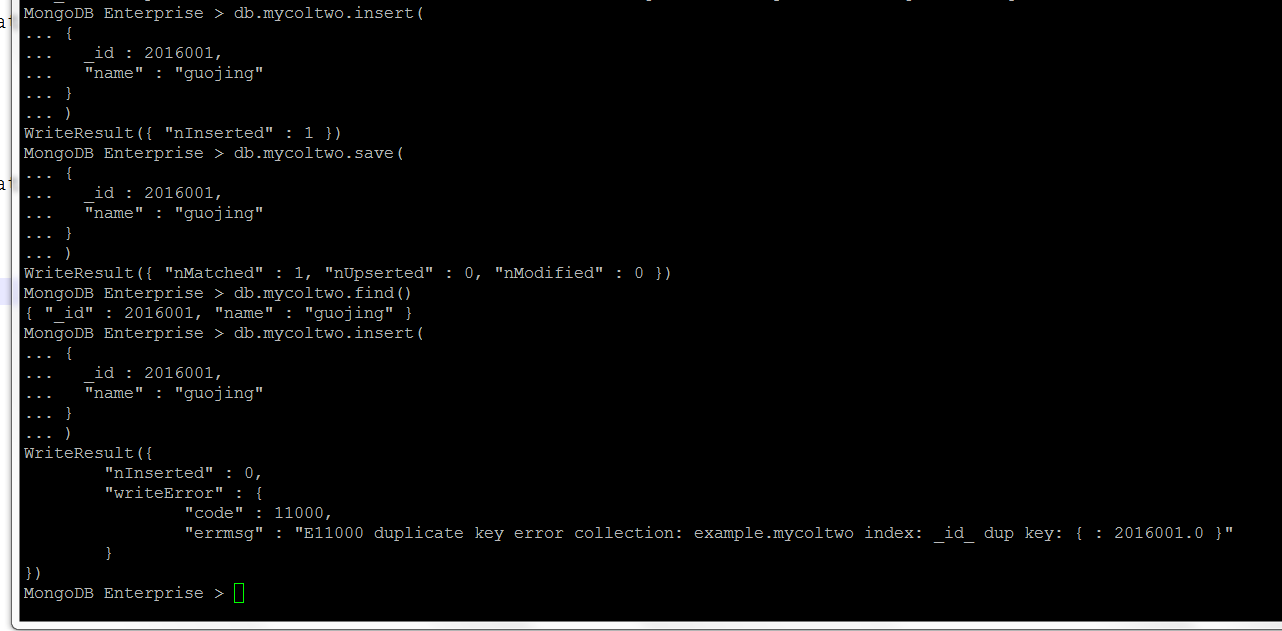 MongoDB Enterprise > db.mycoltwo.insert(
... {
...   _id : 2016001,
...   "name" : "guojing"
... }
... )
WriteResult({ "nInserted" : 1 })
MongoDB Enterprise > db.mycoltwo.save(
... {
...   _id : 2016001,
...   "name" : "guojing"
... }
... )
WriteResult({ "nMatched" : 1, "nUpserted" : 0, "nModified" : 0 })
MongoDB Enterprise > db.mycoltwo.find()
{ "_id" : 2016001, "name" : "guojing" }
MongoDB Enterprise > db.mycoltwo.insert(
... {
...   _id : 2016001,
...   "name" : "guojing"
... }
... )
WriteResult({
        "nInserted" : 0,
        "writeError" : {
                "code" : 11000,
                "errmsg" : "E11000 duplicate key error collection: example.mycoltwo index: _id_ dup key: { : 2016001.0 }"
        }
})
MongoDB Enterprise >